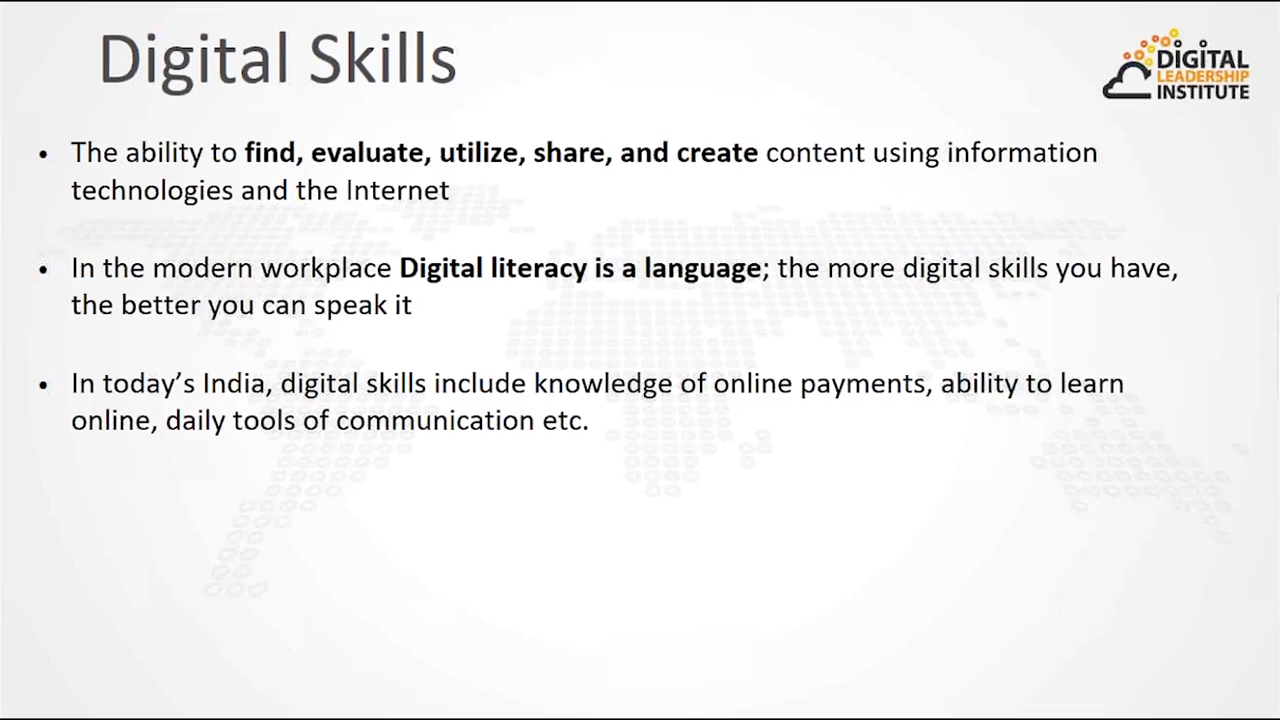 Digital Skills
DIGITAL
LEADERSHIP
INSTITUTE
• The ability to find, evaluate, utilize, share, and create content using information
technologies and the Internet
• In the modern workplace Digital literacy is a language; the more digital skills you have,
the better you can speak it
• In today’s India, digital skills include knowledge of online payments, ability to learn
online, daily tools of communication etc.